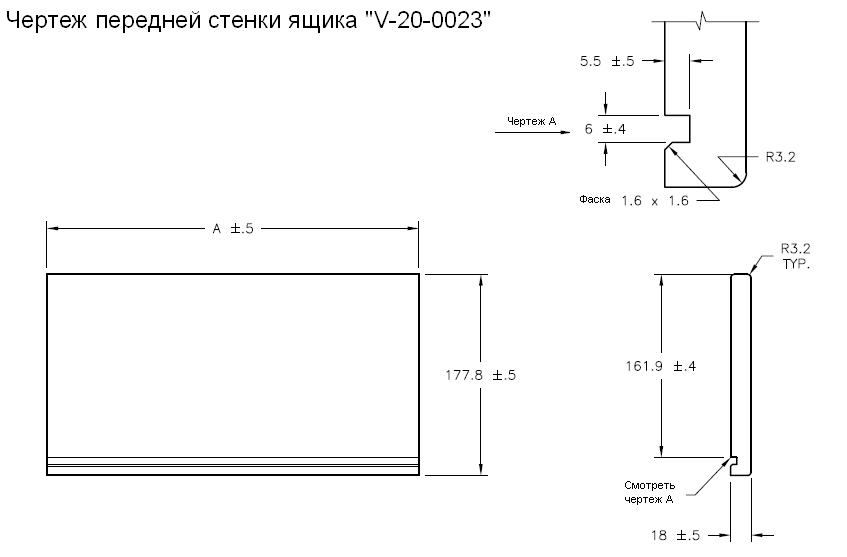 Чертеж передней стенки ящика "V-20-0023"
5.5 ±.5
Чертеж А
6 ±.4
R3.2
Фаска 1.6 x 1.6
A ±.5
R3.2
TYP.
177.8 ±.5
161.9 ±.4
Смотреть
чертеж А
18 ±.5